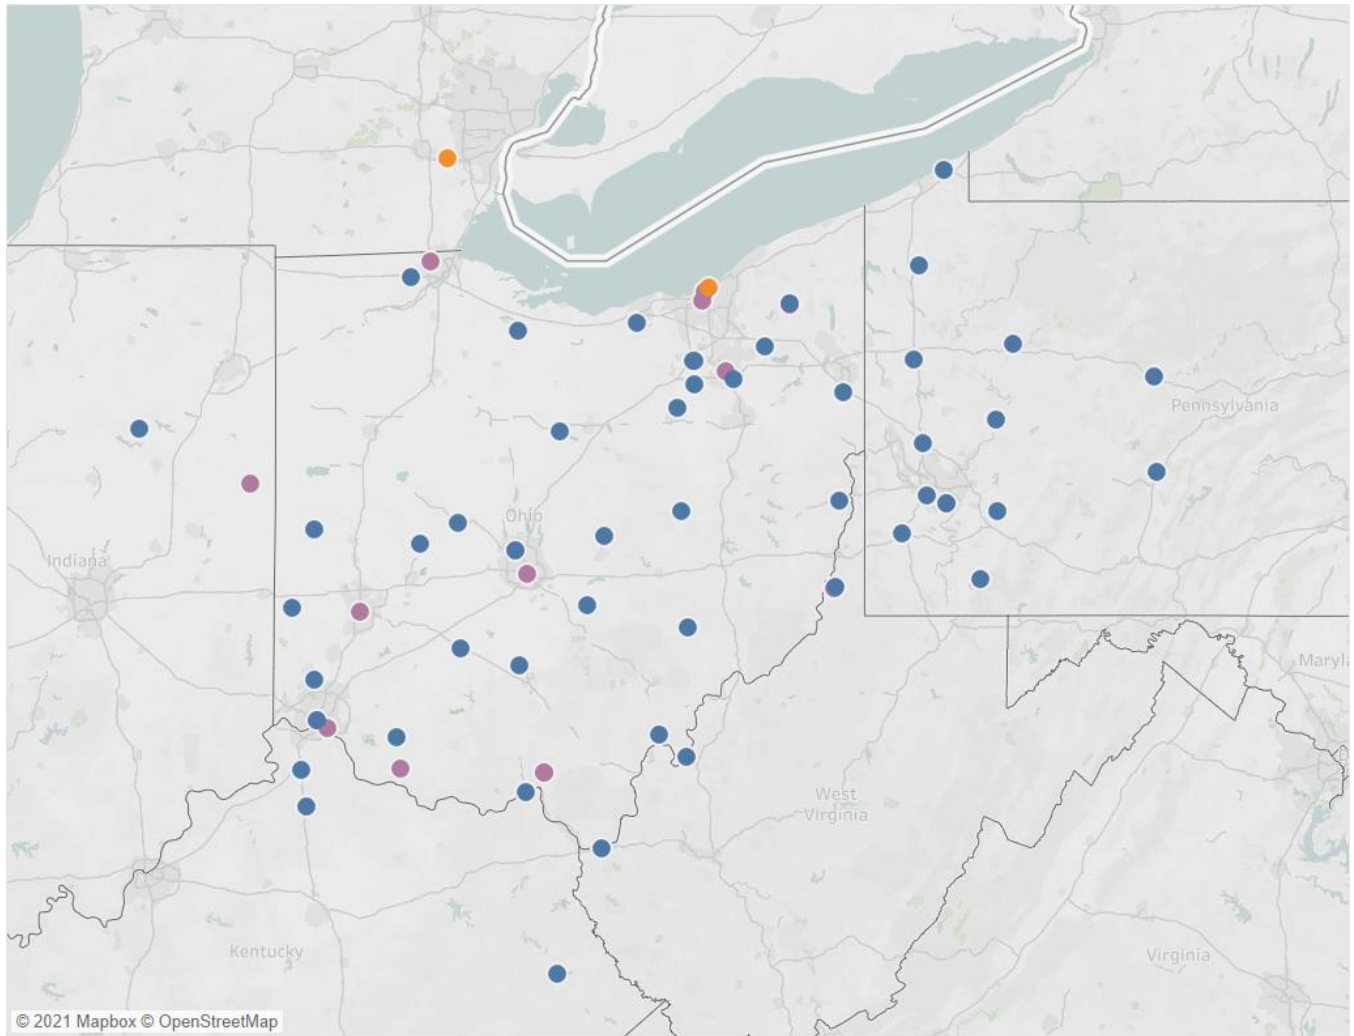 Pennsylvania
Ohio
Indiana
Maryl
West
Virginia
Kentucky
Virginia
© 2021 Mapbox © OpenStreetMap